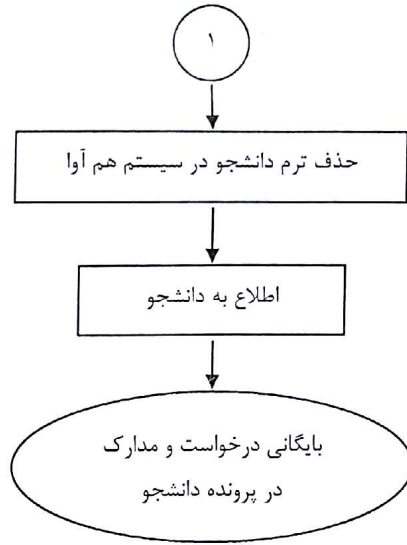 ۱
حذف ترم دانشجو در سیستم هم آوا
اطلاع به دانشجو
بایگانی درخواست و مدارک
در پرونده دانشجو